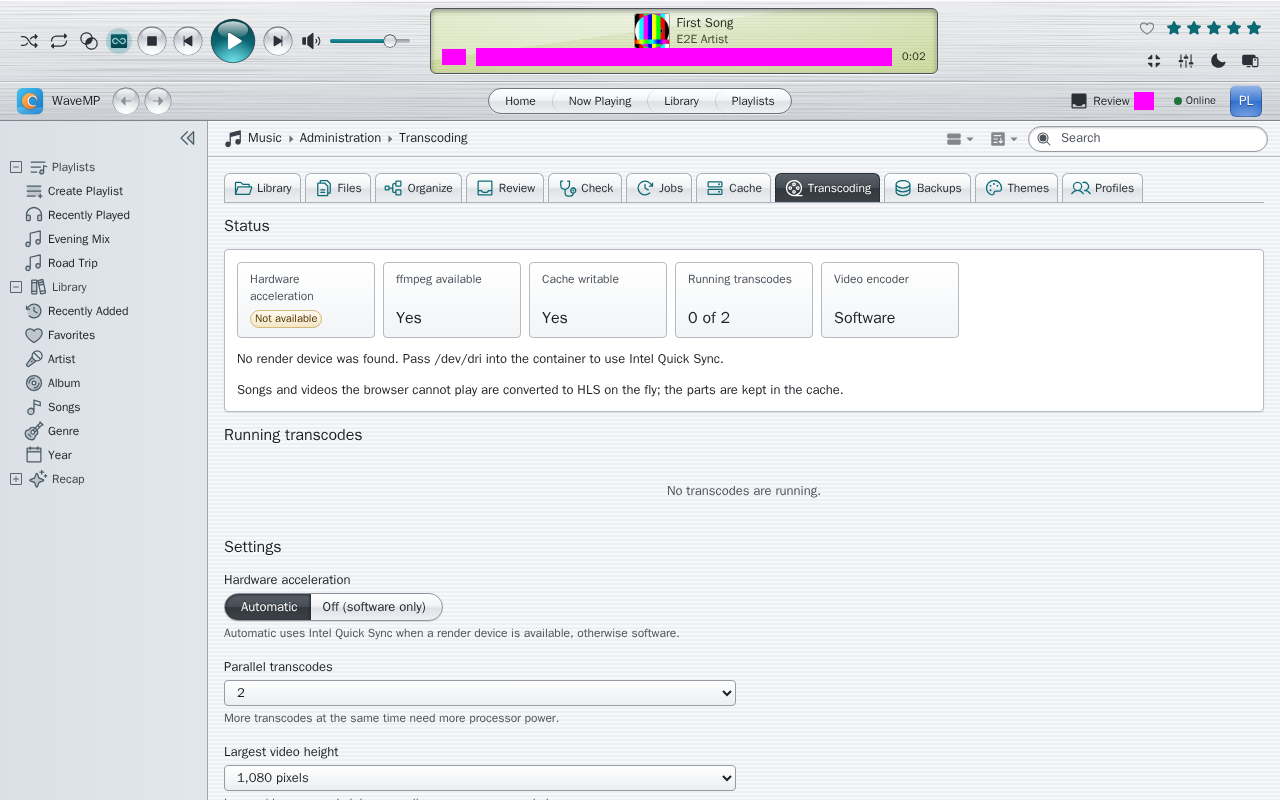 First Song
E2E Artist
0:02
WaveMP
Home
Now Playing
Library
Playlists
Review
Online
PL
Music
Administration
Transcoding
Search
Playlists
Create Playlist
Recently Played
Evening Mix
Road Trip
Library
Recently Added
Favorites
Artist
Album
Songs
Genre
Year
Recap
Library
Files
Organize
Review
Check
Jobs
Cache
Transcoding
Backups
Themes
Profiles
Status
Hardware
acceleration
Not available
ffmpeg available
Yes
Cache writable
Yes
Running transcodes
0 of 2
Video encoder
Software
No render device was found. Pass /dev/dri into the container to use Intel Quick Sync.
Songs and videos the browser cannot play are converted to HLS on the fly; the parts are kept in the cache.
Running transcodes
No transcodes are running.
Settings
Hardware acceleration
Automatic
Off (software only)
Automatic uses Intel Quick Sync when a render device is available, otherwise software.
Parallel transcodes
2
More transcodes at the same time need more processor power.
Largest video height
1,080 pixels